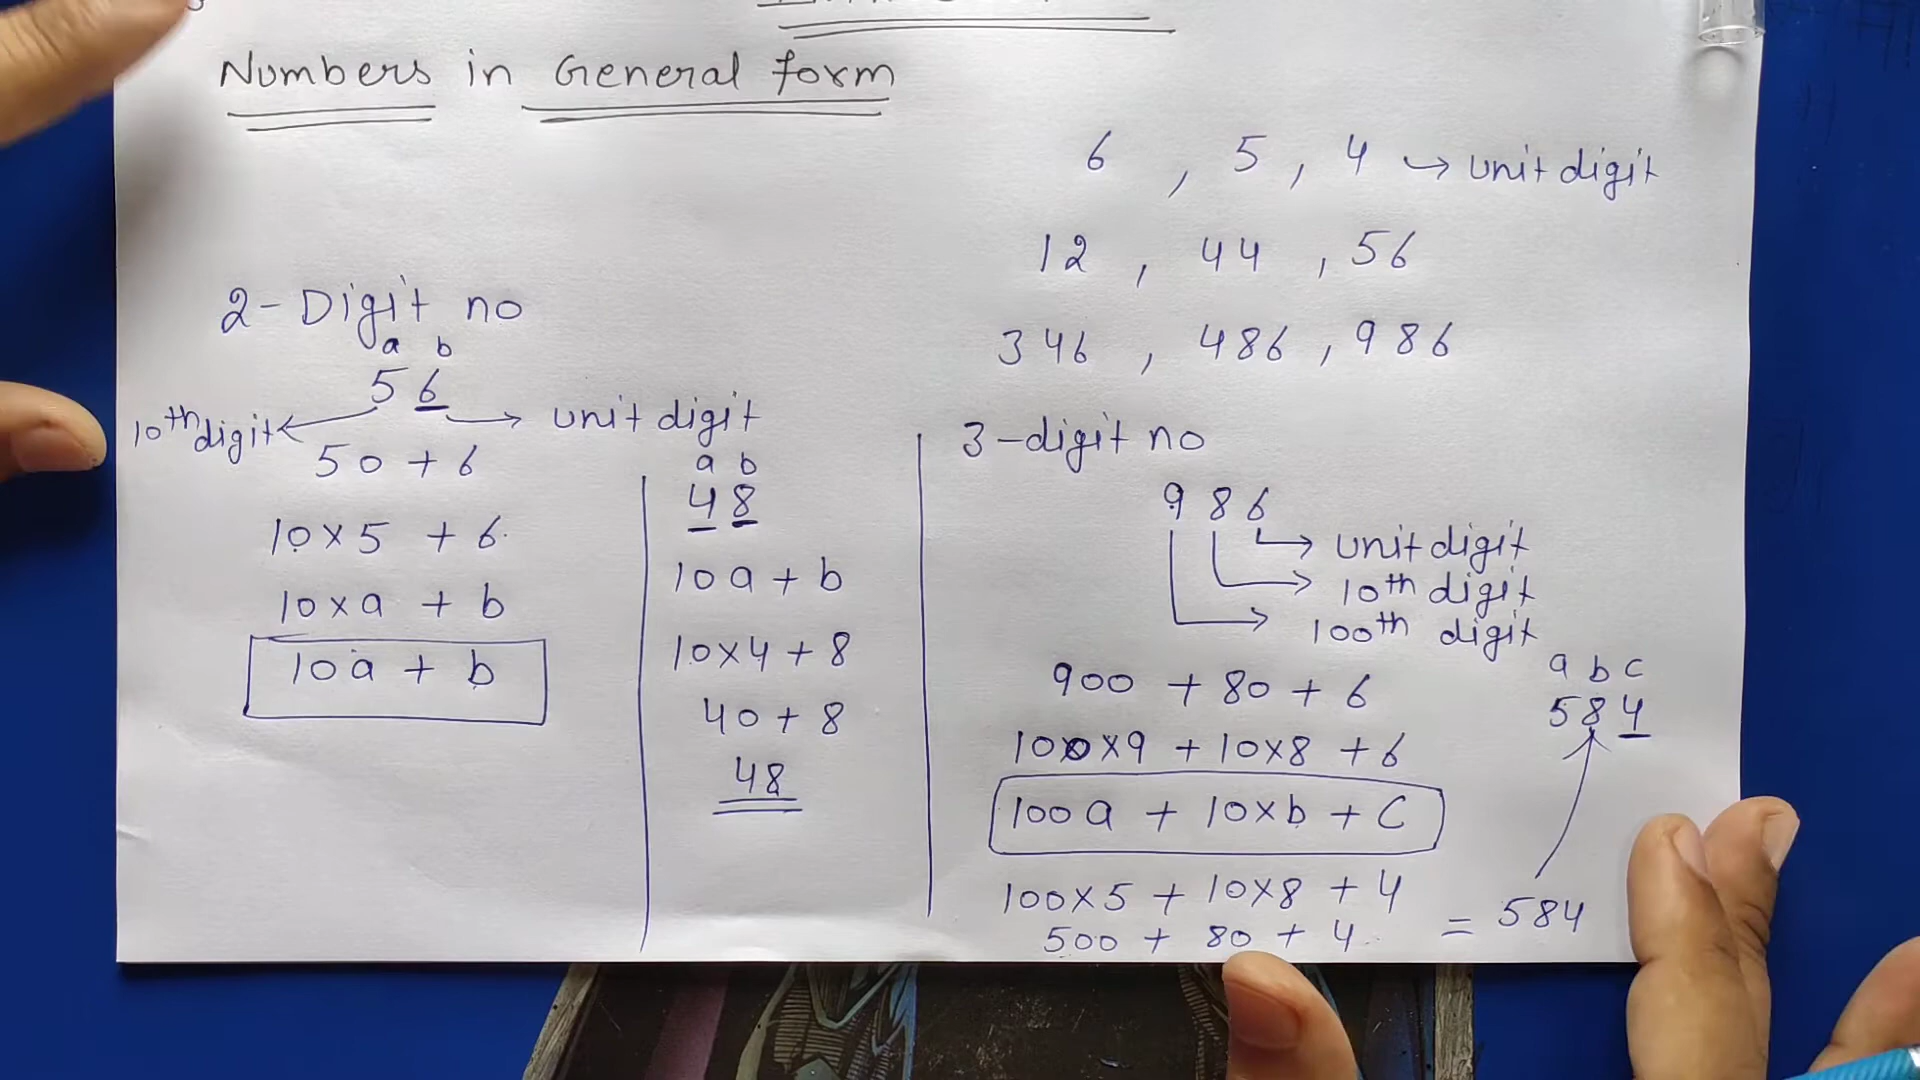 Numbers in General form
6 , 5 , 4 → unit digit
12 , 44 , 56
346 , 486 , 986
2- Digit no
a b
56
10th digit ← → unit digit
50 + 6
10×5 + 6
10×a + b
10a + b
a b
48
10a + b
10×4 + 8
40 + 8
48
3-digit no
986
→ unit digit
→ 10th digit
→ 100th digit
900 + 80 + 6
100×9 + 10×8 + 6
100a + 10×b + C
a b c
584
100×5 + 10×8 + 4
500 + 80 + 4 = 584